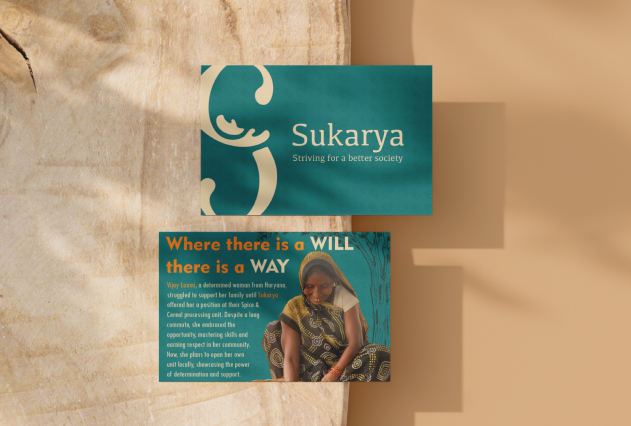 Sukarya
Striving for a better society
Where there is a WILL
there is a WAY
Vijay Laxmi, a determined woman from Haryana,
struggled to support her family until Sukarya
offered her a position at their Spice &
Cereal processing unit. Despite a long
commute, she embraced the
opportunity, mastering skills and
earning respect in her community.
Now, she plans to open her own
unit locally, showcasing the power
of determination and support.